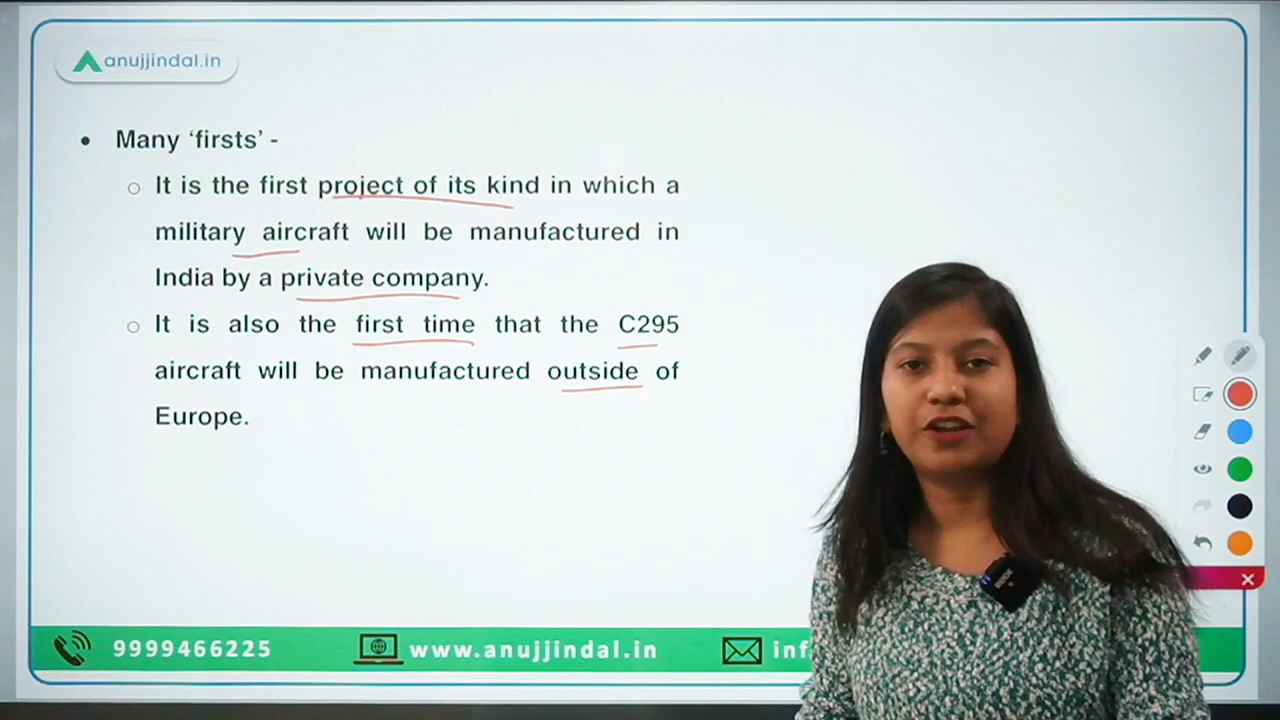 anujjindal.in
• Many ‘firsts’ -
○ It is the first project of its kind in which a
military aircraft will be manufactured in
India by a private company.
○ It is also the first time that the C295
aircraft will be manufactured outside of
Europe.
9999466225
www.anujjindal.in
inf